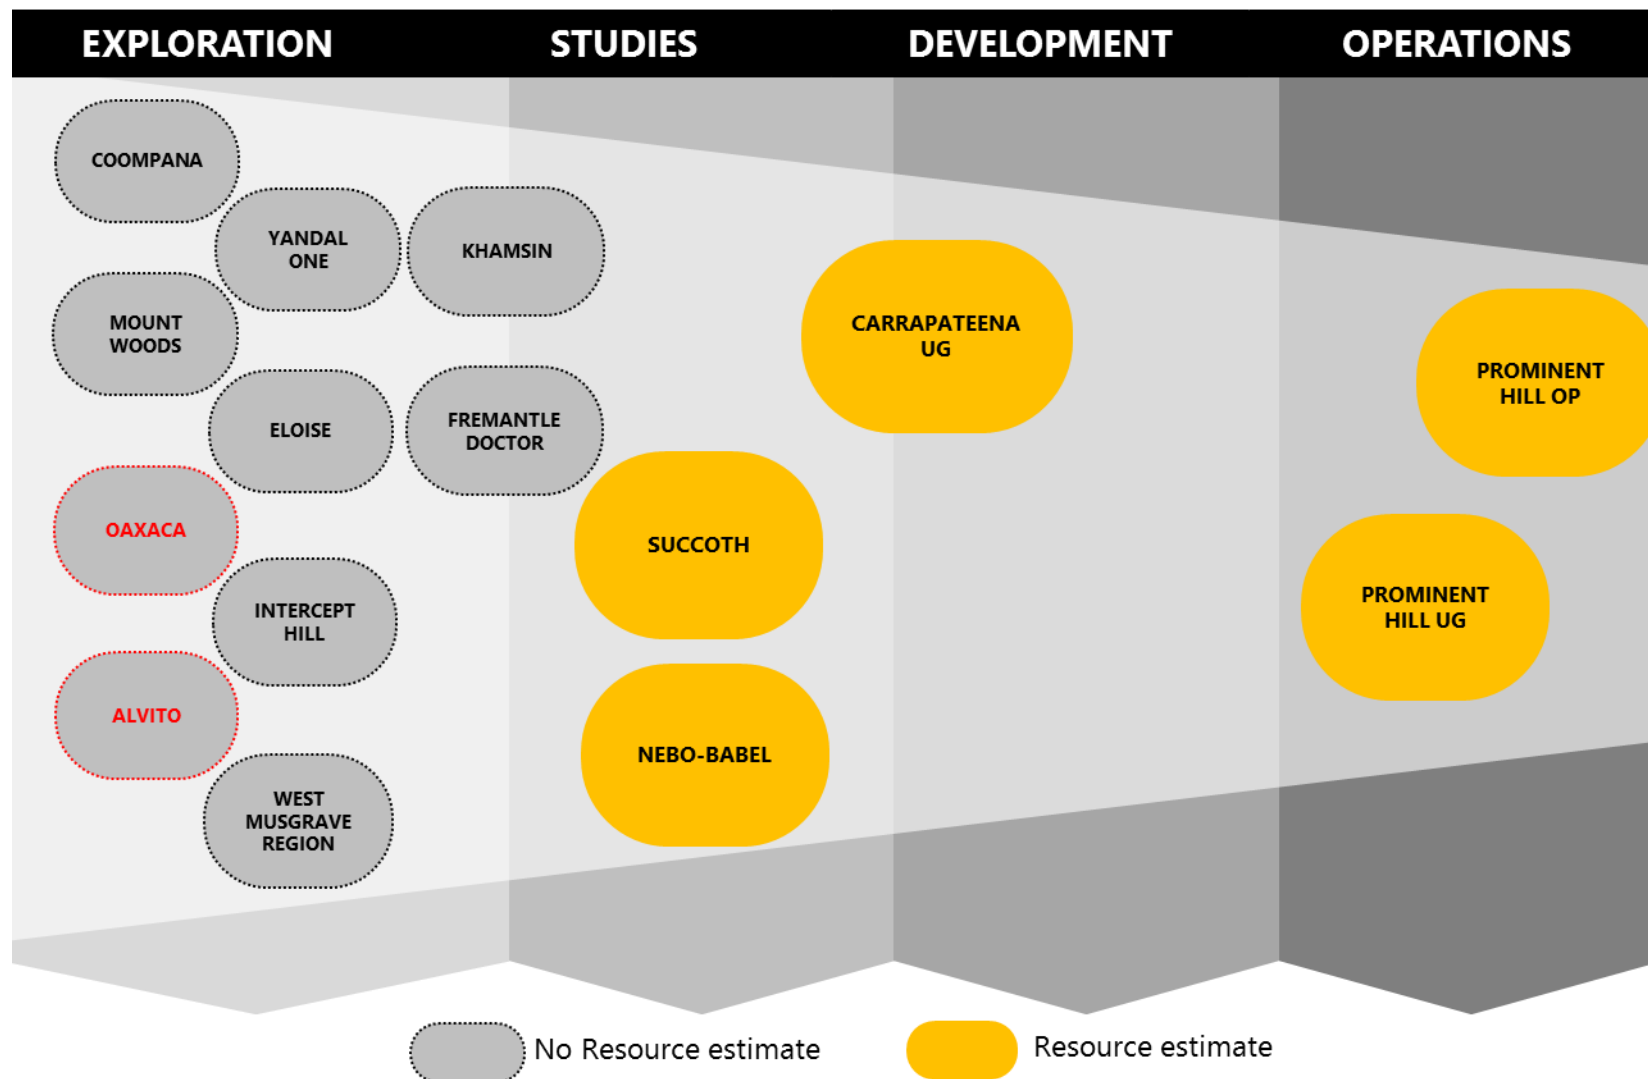 EXPLORATION
STUDIES
DEVELOPMENT
OPERATIONS
COOMPANA
YANDAL
ONE
KHAMSIN
MOUNT
WOODS
CARRAPATEENA
UG
PROMINENT
HILL OP
ELOISE
FREMANTLE
DOCTOR
OAXACA
SUCCOTH
INTERCEPT
HILL
PROMINENT
HILL UG
ALVITO
NEBO-BABEL
WEST
MUSGRAVE
REGION
No Resource estimate
Resource estimate